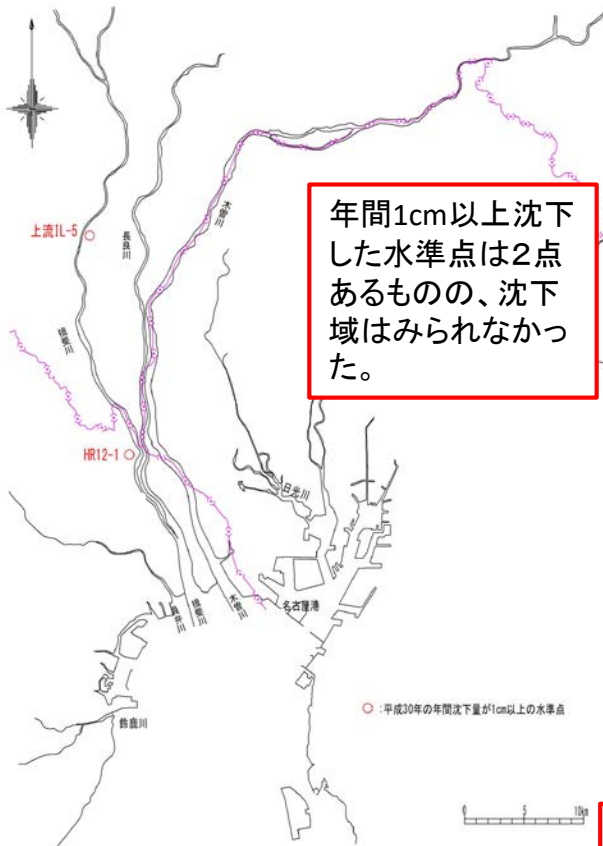 年間1cm以上沈下
した水準点は2点
あるものの、沈下
域はみられなかっ
た。
上流IL-5
長良川
木曽川
揖斐川
HR12-1
日光川
員弁川
揖斐川
木曽川
名古屋港
鈴鹿川
○ :平成30年の年間沈下量が1cm以上の水準点
0 5 10km